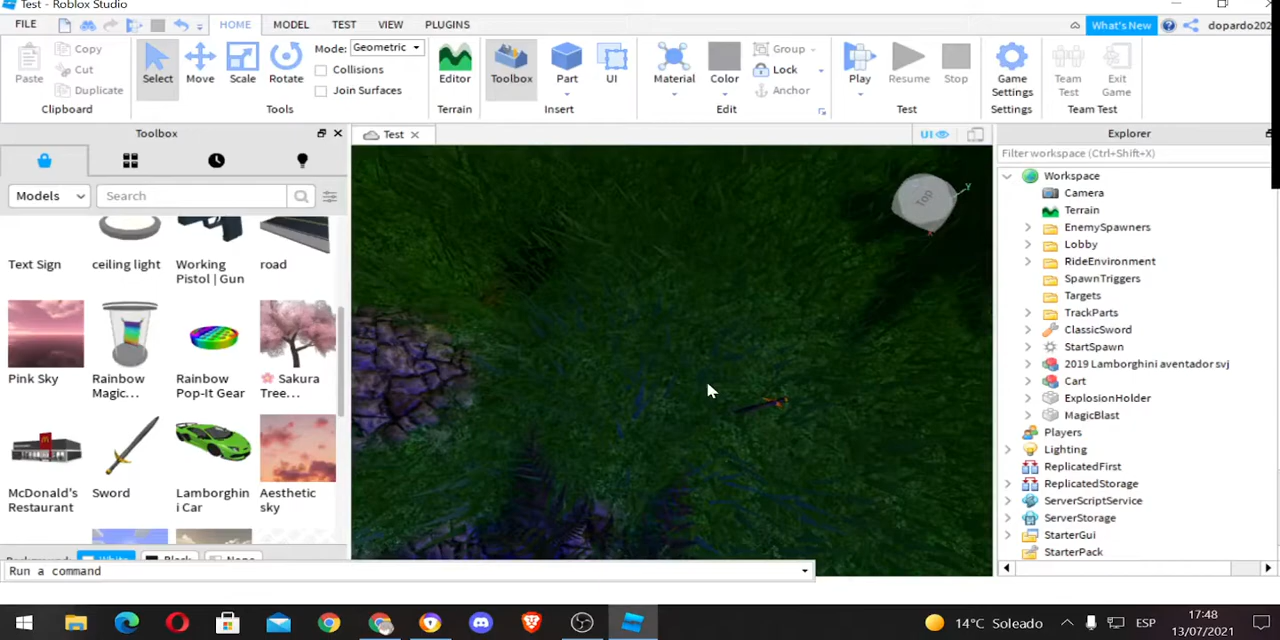 Test - Roblox Studio
FILE HOME MODEL TEST VIEW PLUGINS What's New dopardo202
Paste Copy Cut Duplicate Clipboard
Select Move Scale Rotate Mode: Geometric Collisions Join Surfaces Tools
Editor Terrain
Toolbox Part UI Insert
Material Color Group Lock Anchor Edit
Play Resume Stop Test
Game Settings Settings
Team Test Exit Game Team Test
Toolbox
Models Search
Text Sign ceiling light Working Pistol | Gun road
Pink Sky Rainbow Magic... Rainbow Pop-It Gear 🌸 Sakura Tree...
McDonald's Restaurant Sword Lamborghini Car Aesthetic sky
White Black None
Run a command
Test
UI
Top
Y
Explorer
Filter workspace (Ctrl+Shift+X)
Workspace
Camera
Terrain
EnemySpawners
Lobby
RideEnvironment
SpawnTriggers
Targets
TrackParts
ClassicSword
StartSpawn
2019 Lamborghini aventador svj
Cart
ExplosionHolder
MagicBlast
Players
Lighting
ReplicatedFirst
ReplicatedStorage
ServerScriptService
ServerStorage
StarterGui
StarterPack
14°C Soleado ESP 17:48
13/07/2021